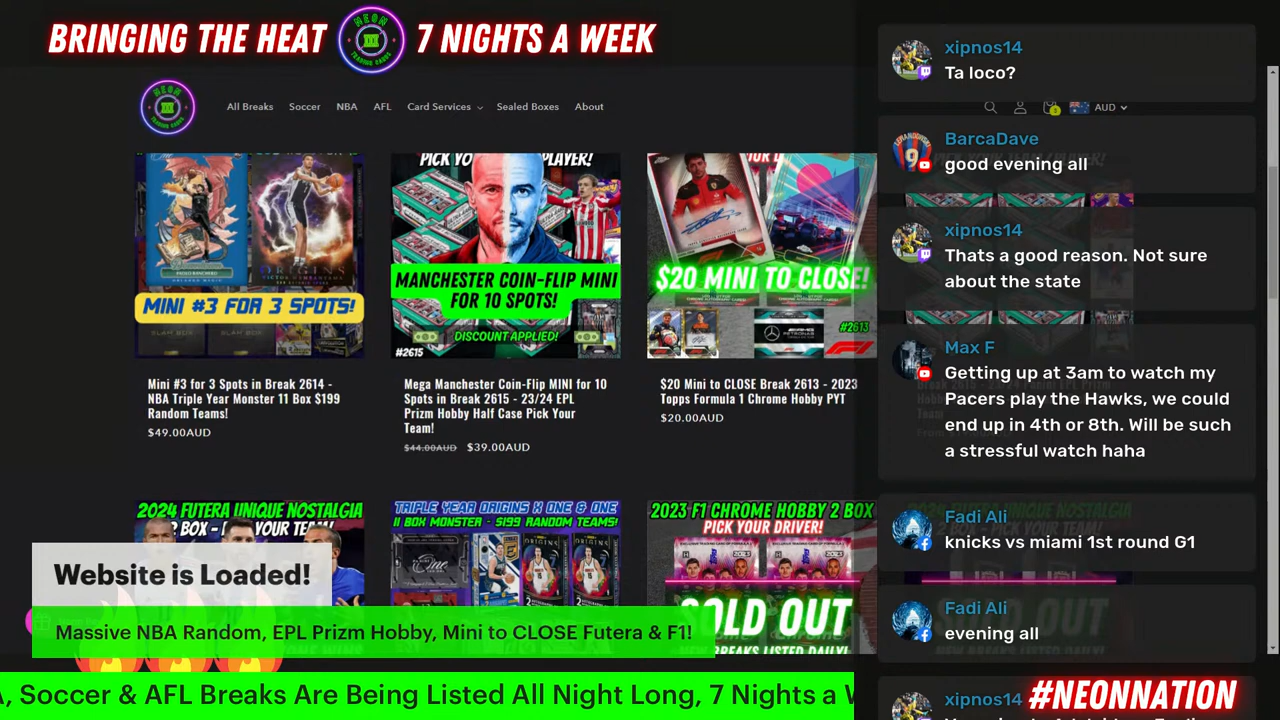 BRINGING THE HEAT
NEON
TRADING CARDS
7 NIGHTS A WEEK
NEON
All Breaks
Soccer
NBA
AFL
Card Services
Sealed Boxes
About
AUD
MINI #3 FOR 3 SPOTS!
PICK YO
PLAYER!
MANCHESTER COIN-FLIP MINI
FOR 10 SPOTS!
DISCOUNT APPLIED!
#2615
$20 MINI TO CLOSE!
#2613
Mini #3 for 3 Spots in Break 2614 -
NBA Triple Year Monster 11 Box $199
Random Teams!
$49.00AUD
Mega Manchester Coin-Flip MINI for 10
Spots in Break 2615 - 23/24 EPL
Prizm Hobby Half Case Pick Your
Team!
$44.00AUD $39.00AUD
$20 Mini to CLOSE Break 2613 - 2023
Topps Formula 1 Chrome Hobby PYT
$20.00AUD
2024 FUTERA UNIQUE NOSTALGIA
TRIPLE YEAR ORIGINS X ONE & ONE
11 BOX MONSTER - $199 RANDOM TEAMS!
2023 F1 CHROME HOBBY 2 BOX
PICK YOUR DRIVER!
SOLD OUT
NEW BREAKS LISTED DAILY!
Website is Loaded!
Massive NBA Random, EPL Prizm Hobby, Mini to CLOSE Futera & F1!
, Soccer & AFL Breaks Are Being Listed All Night Long, 7 Nights a
xipnos14
Ta loco?
BarcaDave
good evening all
xipnos14
Thats a good reason. Not sure
about the state
Max F
Getting up at 3am to watch my
Pacers play the Hawks, we could
end up in 4th or 8th. Will be such
a stressful watch haha
Fadi Ali
knicks vs miami 1st round G1
Fadi Ali
evening all
xipnos14
#NEONNATION